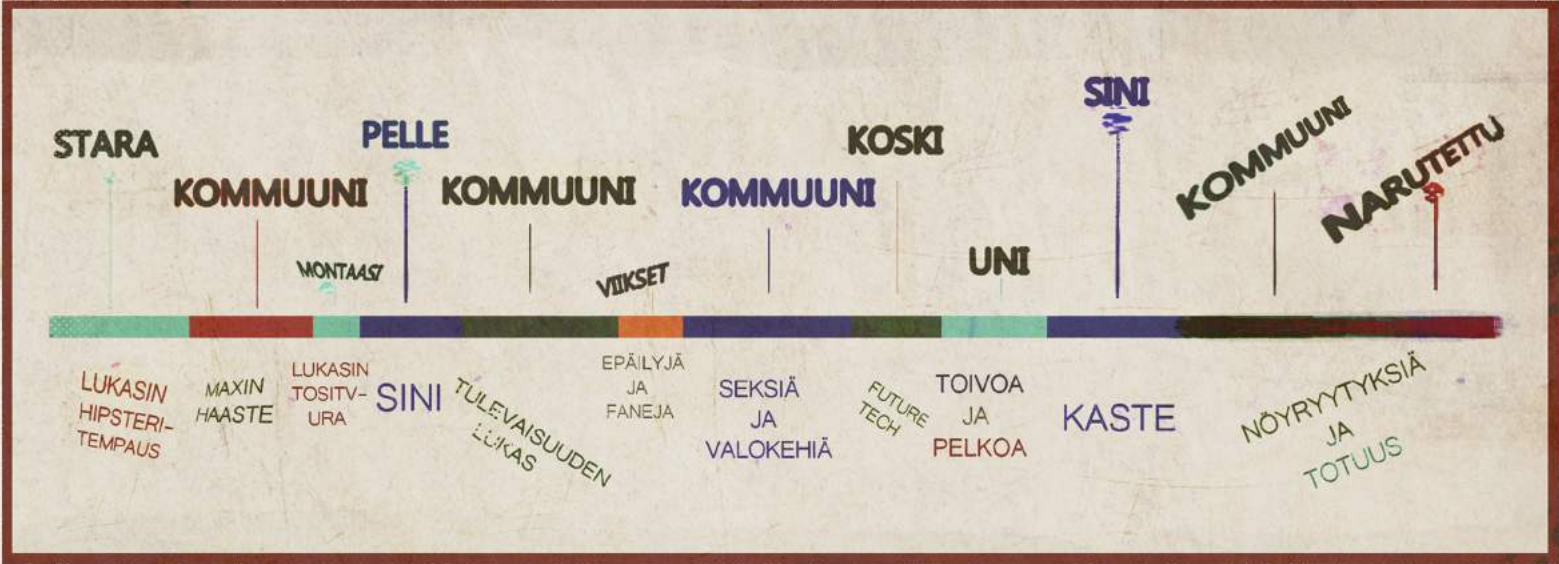 STARA
KOMMUUNI
MONTAASI
PELLE
KOMMUUNI
VIIKSET
KOMMUUNI
KOSKI
UNI
SINI
KOMMUUNI
NARUTETTU
LUKASIN
HIPSTERI-
TEMPAUS
MAXIN
HAASTE
LUKASIN
TOSITV-
URA
SINI
TULEVAISUUDEN
LUKAS
EPÄILYJÄ
JA
FANEJA
SEKSIÄ
JA
VALOKEHIÄ
FUTURE
TECH
TOIVOA
JA
PELKOA
KASTE
NÖYRYYTYKSIÄ
JA
TOTUUS